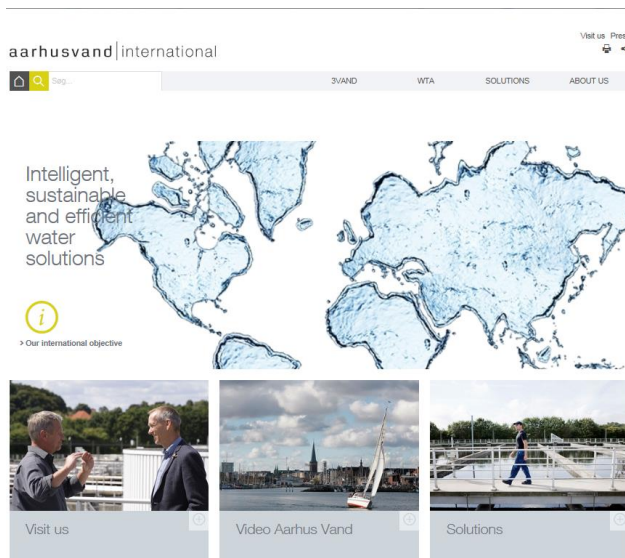 Visit us Pres
aarhusvand|international
Søg...
3VAND WTA SOLUTIONS ABOUT US
Intelligent,
sustainable
and efficient
water
solutions
i
> Our international objective
Visit us Video Aarhus Vand Solutions